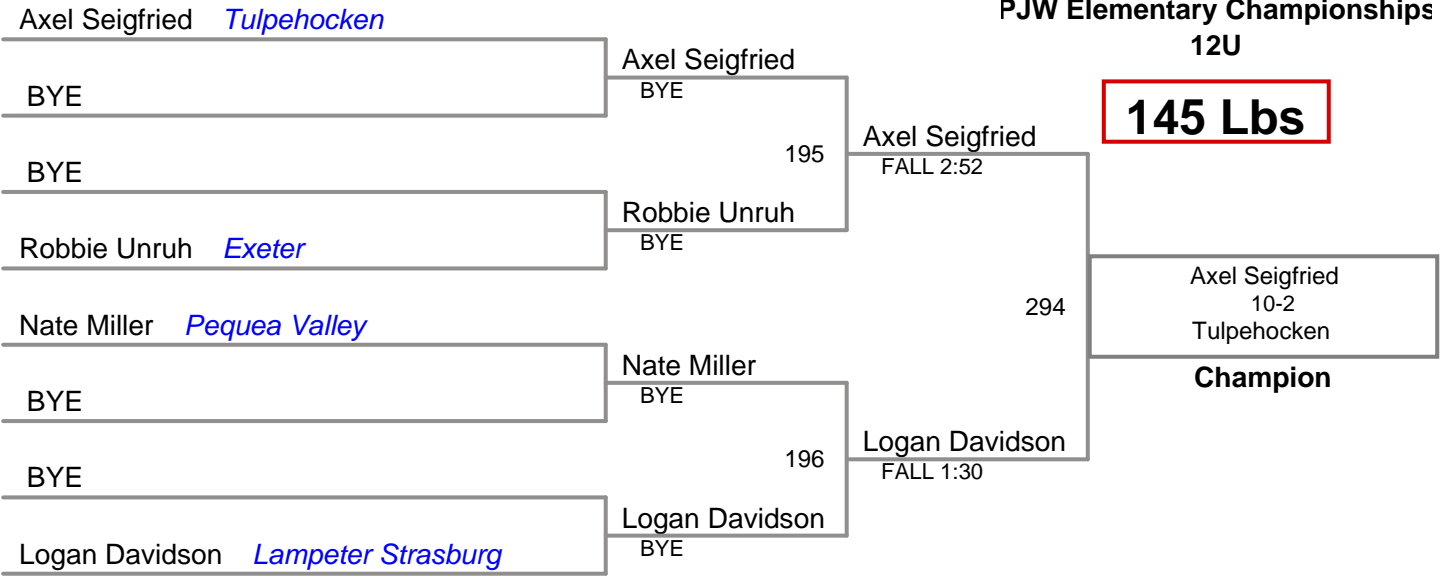 PJW Elementary Championships
12U
145 Lbs
Axel Seigfried Tulpehocken
BYE
BYE
Robbie Unruh Exeter
Nate Miller Pequea Valley
BYE
BYE
Logan Davidson Lampeter Strasburg
Axel Seigfried
BYE
195
Robbie Unruh
BYE
Nate Miller
BYE
196
Logan Davidson
BYE
Axel Seigfried
FALL 2:52
294
Logan Davidson
FALL 1:30
Axel Seigfried
10-2
Tulpehocken
Champion